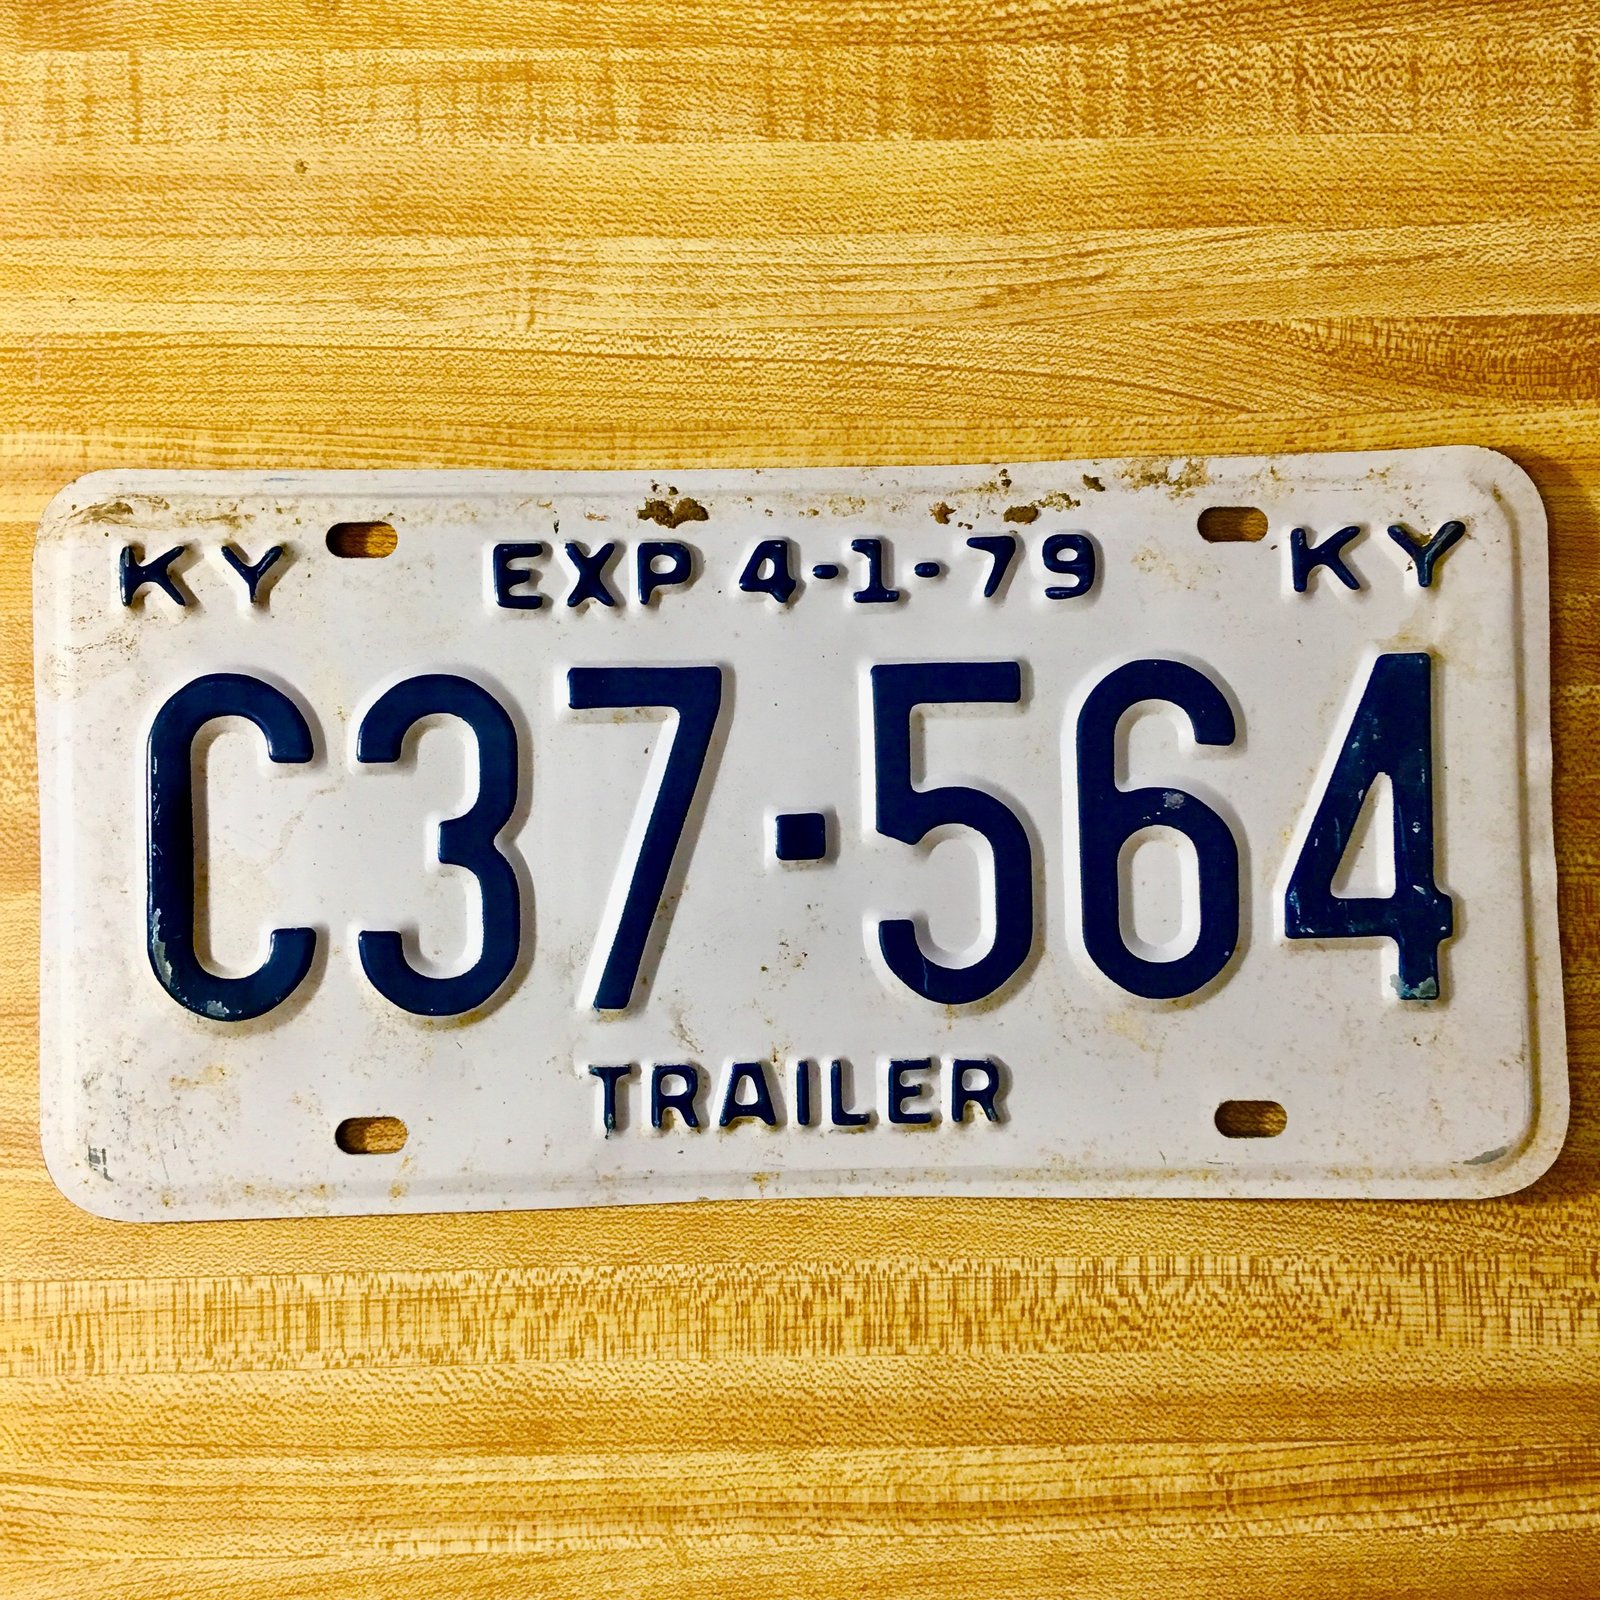 KY EXP 4-1-79 KY
C37·564
TRAILER